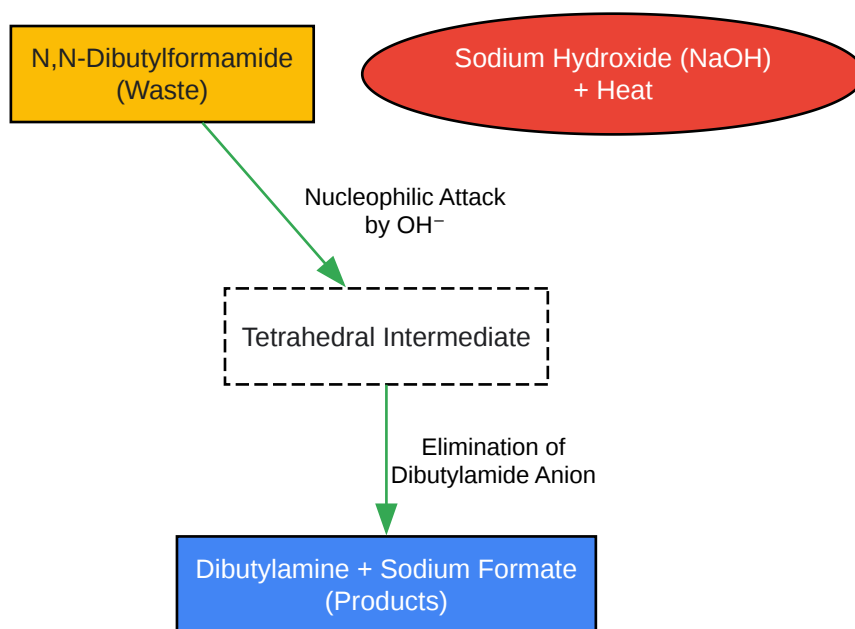 N,N-Dibutylformamide
(Waste)
Sodium Hydroxide (NaOH)
+ Heat
Nucleophilic Attack
by OH⁻
Tetrahedral Intermediate
Elimination of
Dibutylamide Anion
Dibutylamine + Sodium Formate
(Products)